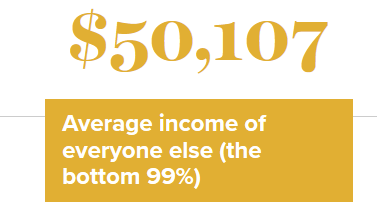 $50,107
Average income of
everyone else (the
bottom 99%)